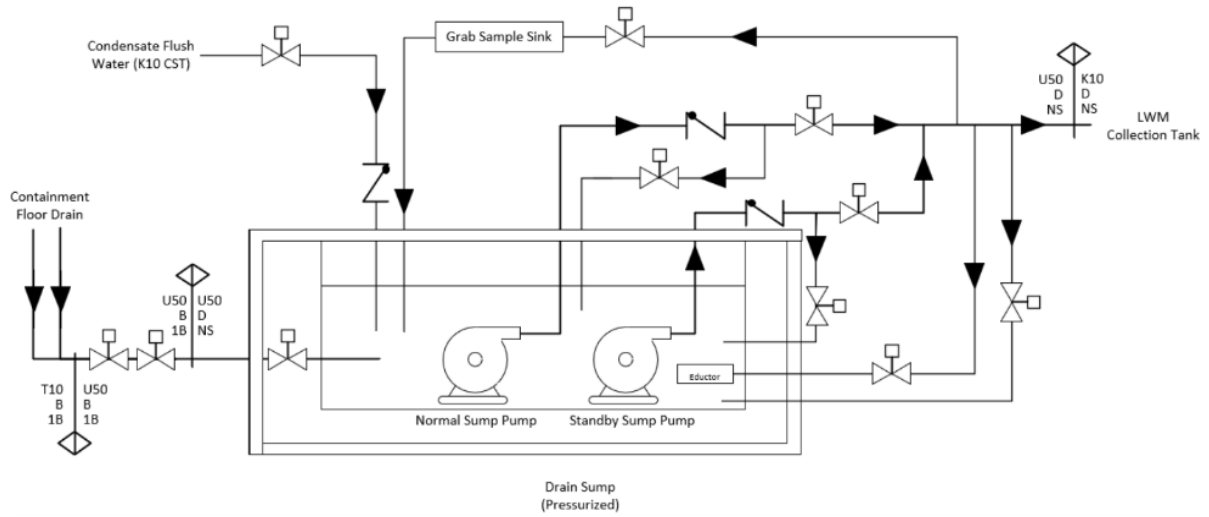 Condensate Flush
Water (K10 CST)
Grab Sample Sink
U50 K10
D D
NS NS
LWM
Collection Tank
Containment
Floor Drain
U50 U50
B D
1B NS
T10 U50
B B
1B 1B
Eductor
Normal Sump Pump
Standby Sump Pump
Drain Sump
(Pressurized)